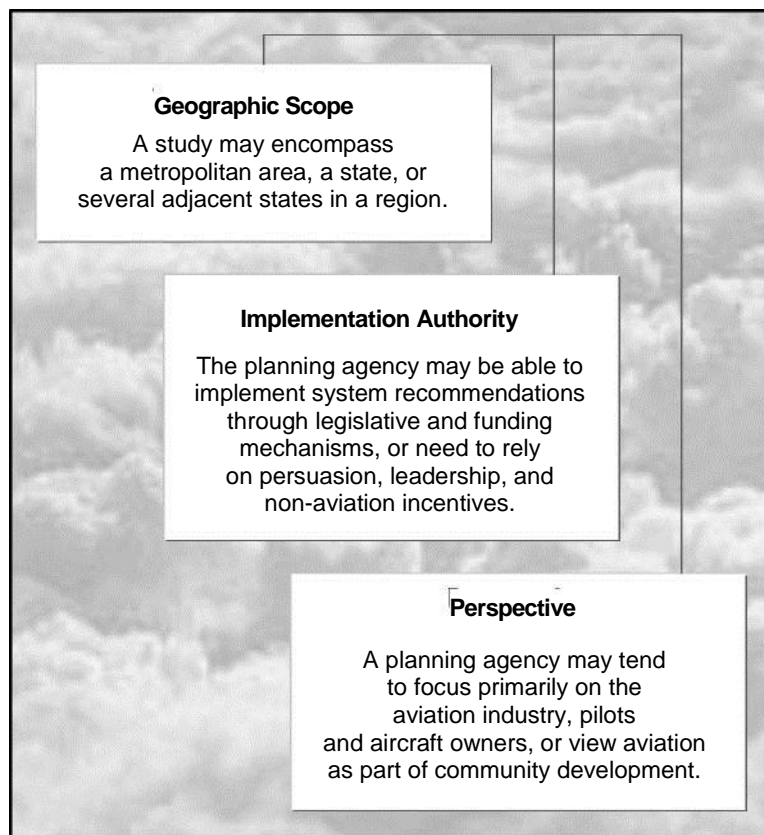 Geographic Scope
A study may encompass
a metropolitan area, a state, or
several adjacent states in a region.
Implementation Authority
The planning agency may be able to
implement system recommendations
through legislative and funding
mechanisms, or need to rely
on persuasion, leadership, and
non-aviation incentives.
Perspective
A planning agency may tend
to focus primarily on the
aviation industry, pilots
and aircraft owners, or view aviation
as part of community development.